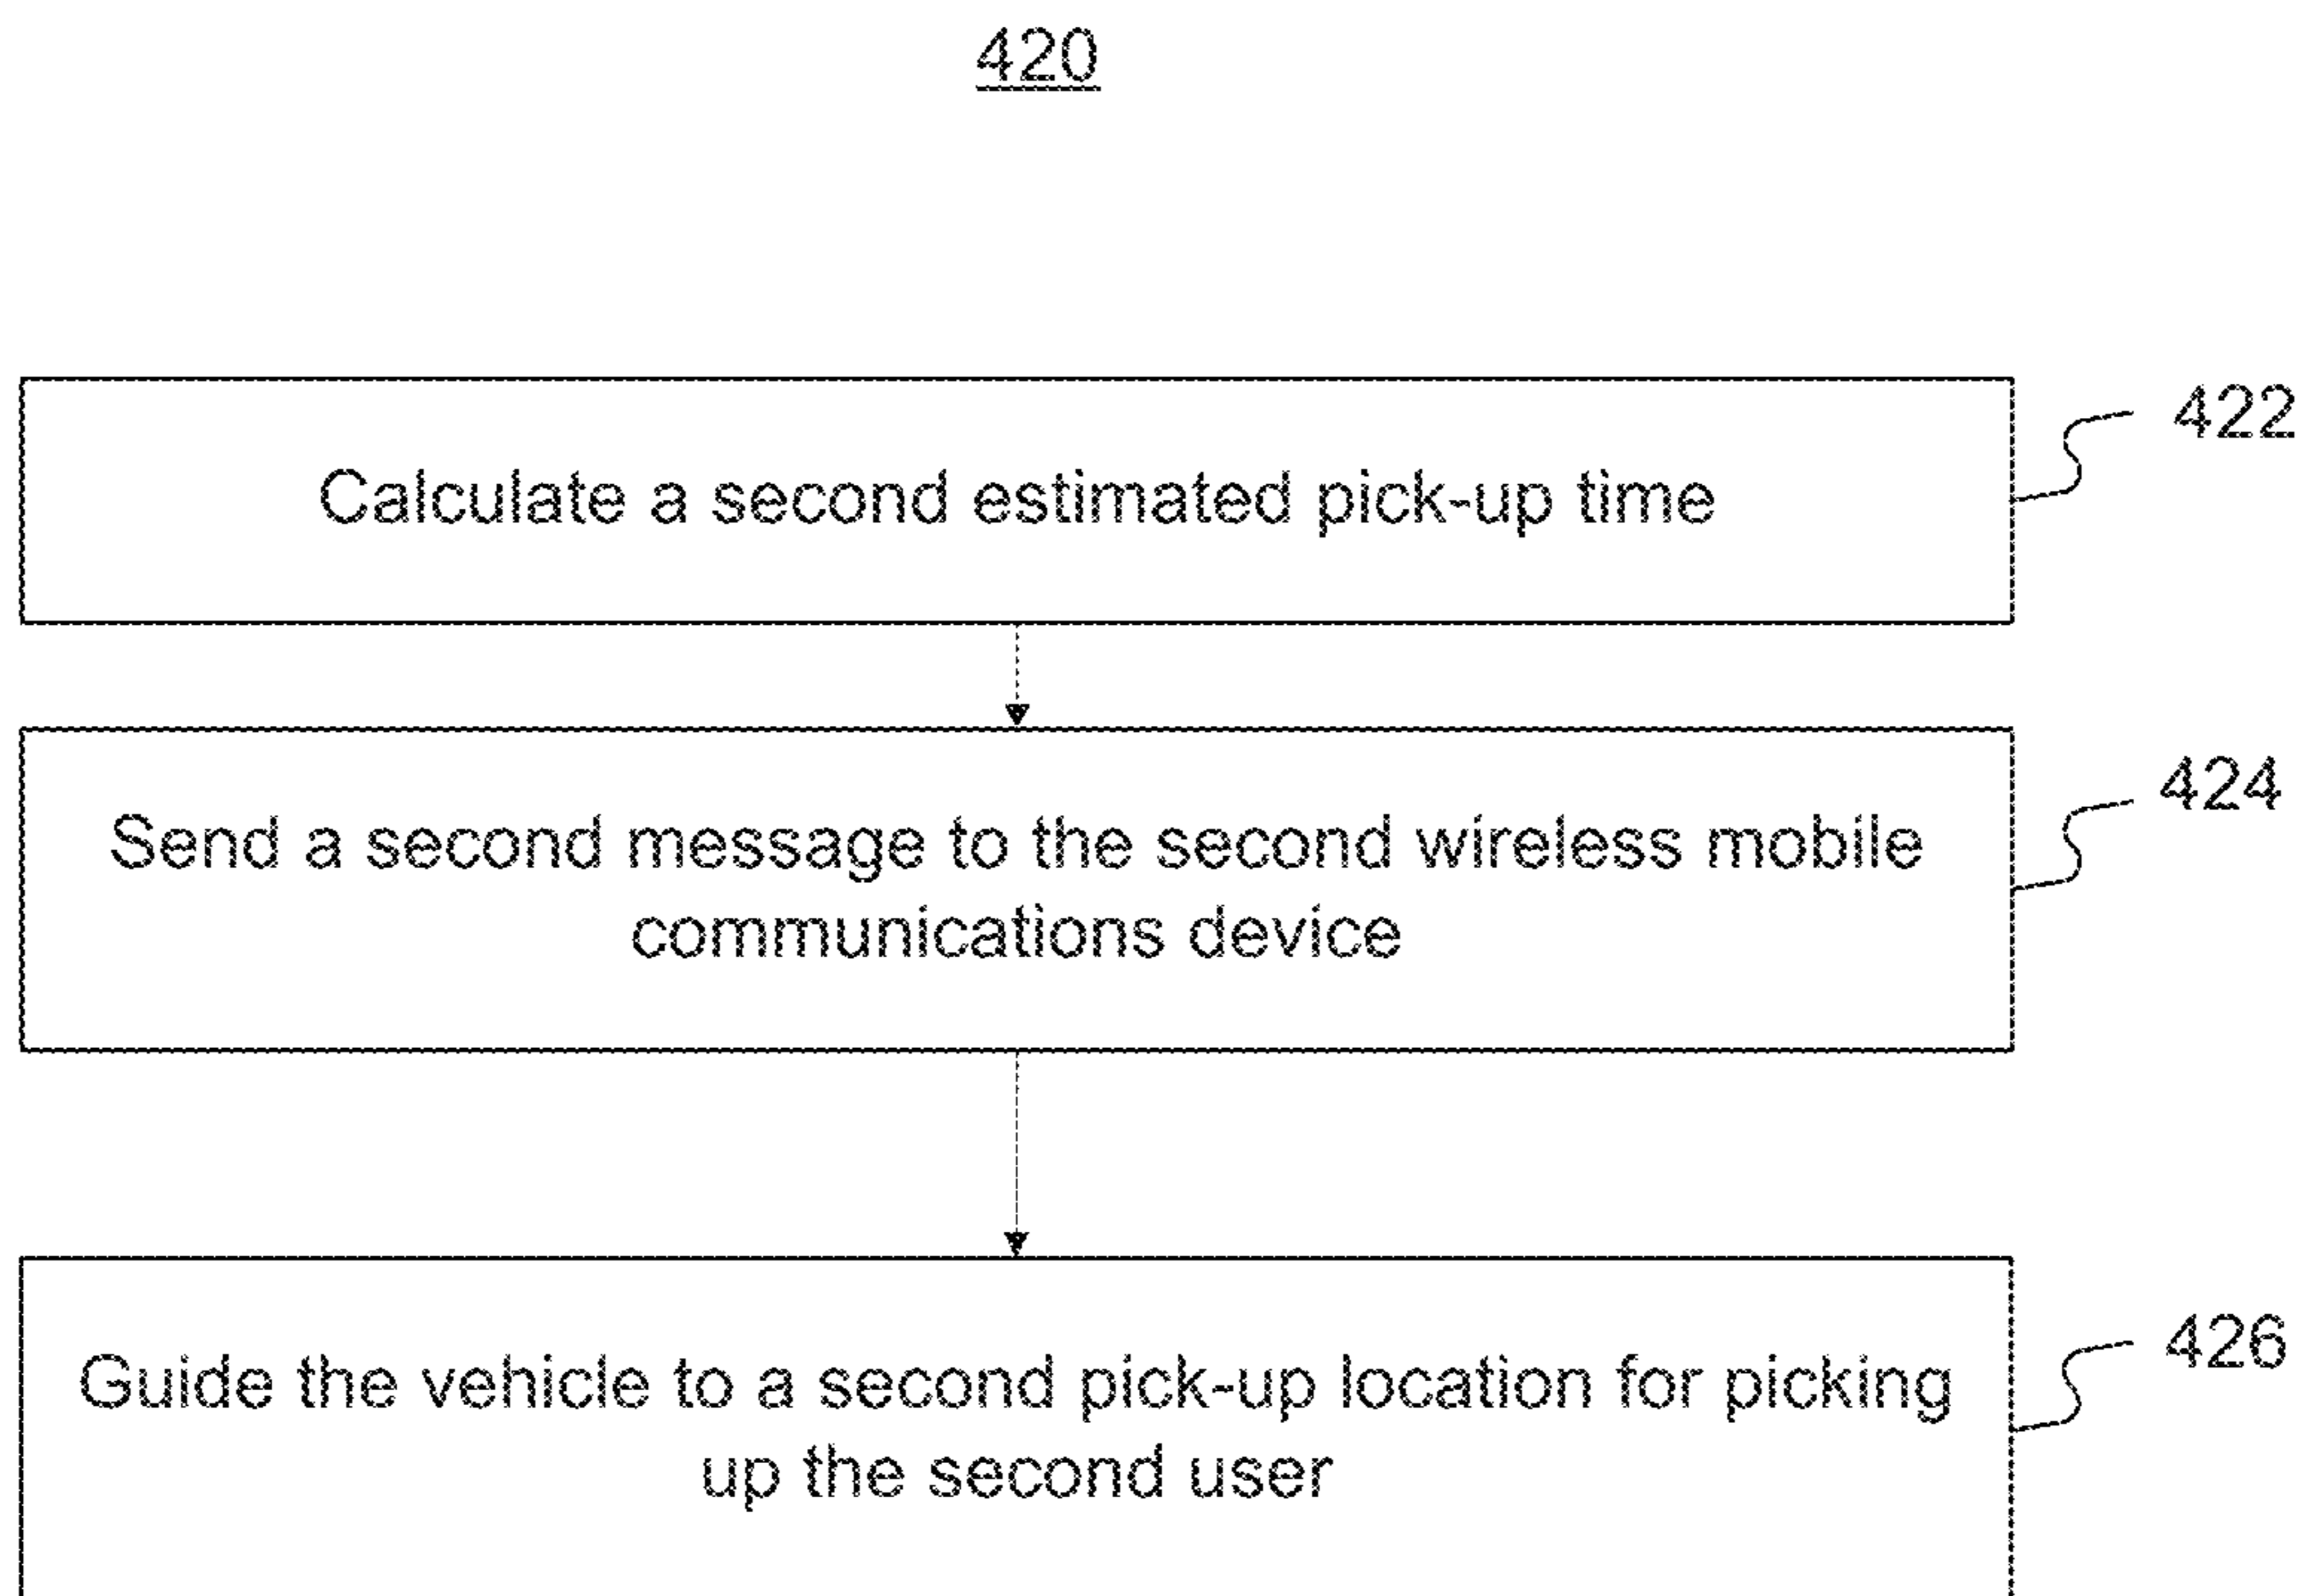 420
422
Calculate a second estimated pick-up time
424
Send a second message to the second wireless mobile
communications device
426
Guide the vehicle to a second pick-up location for picking
up the second user